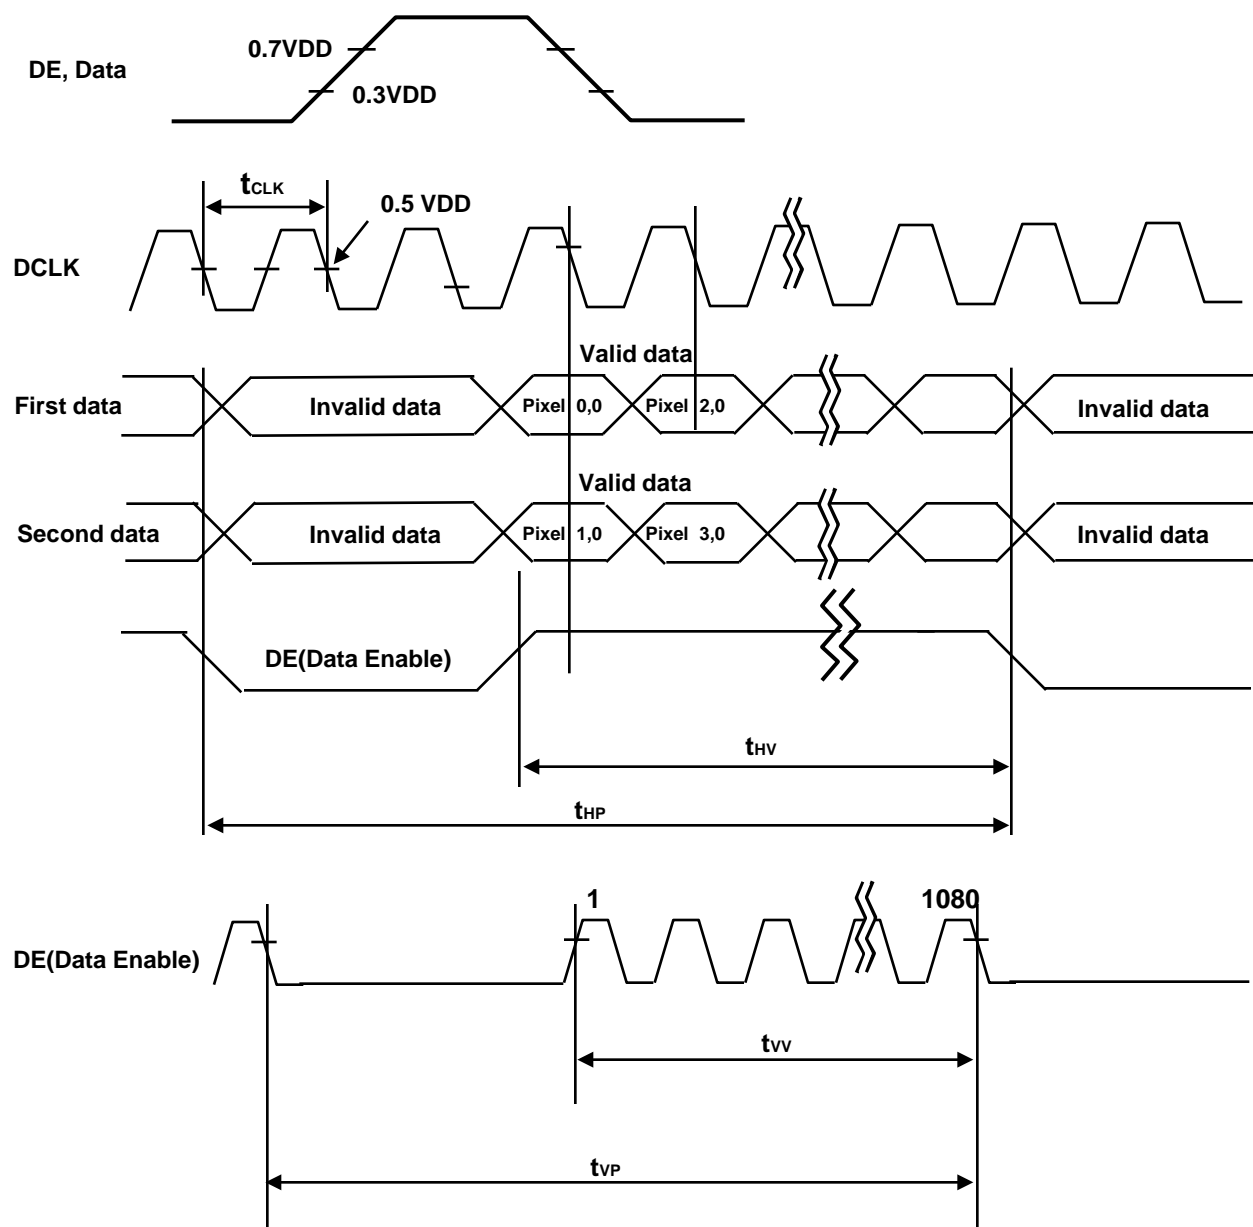 0.7VDD
DE, Data
0.3VDD
tCLK
0.5 VDD
DCLK
Valid data
First data
Invalid data
Pixel 0,0
Pixel 2,0
Invalid data
Valid data
Second data
Invalid data
Pixel 1,0
Pixel 3,0
Invalid data
DE(Data Enable)
tHV
tHP
1
1080
DE(Data Enable)
tVV
tVP